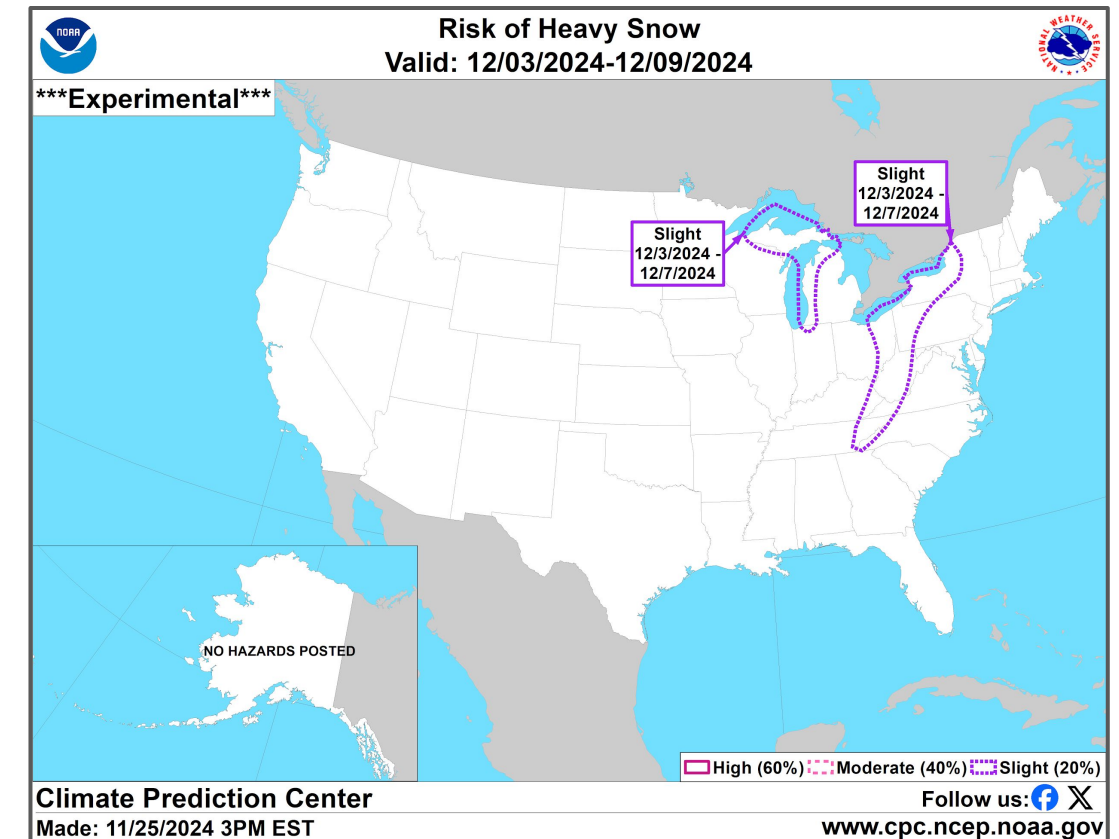 NOAA
Risk of Heavy Snow
Valid: 12/03/2024-12/09/2024
NATIONAL WEATHER SERVICE
***Experimental***
Slight
12/3/2024 -
12/7/2024
Slight
12/3/2024 -
12/7/2024
NO HAZARDS POSTED
High (60%) Moderate (40%) Slight (20%)
Climate Prediction Center
Follow us:
Made: 11/25/2024 3PM EST
www.cpc.ncep.noaa.gov